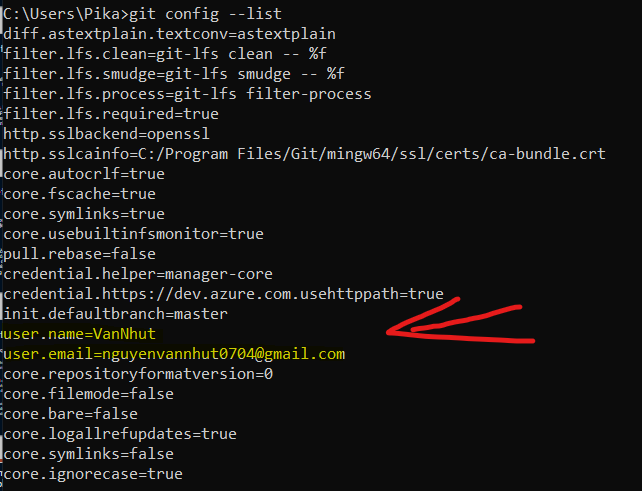 C:\Users\Pika>git config --list
diff.astextplain.textconv=astextplain
filter.lfs.clean=git-lfs clean -- %f
filter.lfs.smudge=git-lfs smudge -- %f
filter.lfs.process=git-lfs filter-process
filter.lfs.required=true
http.sslbackend=openssl
http.sslcainfo=C:/Program Files/Git/mingw64/ssl/certs/ca-bundle.crt
core.autocrlf=true
core.fscache=true
core.symlinks=true
core.usebuiltinfsmonitor=true
pull.rebase=false
credential.helper=manager-core
credential.https://dev.azure.com.usehttppath=true
init.defaultbranch=master
user.name=VanNhut
user.email=nguyenvannhut0704@gmail.com
core.repositoryformatversion=0
core.filemode=false
core.bare=false
core.logallrefupdates=true
core.symlinks=false
core.ignorecase=true